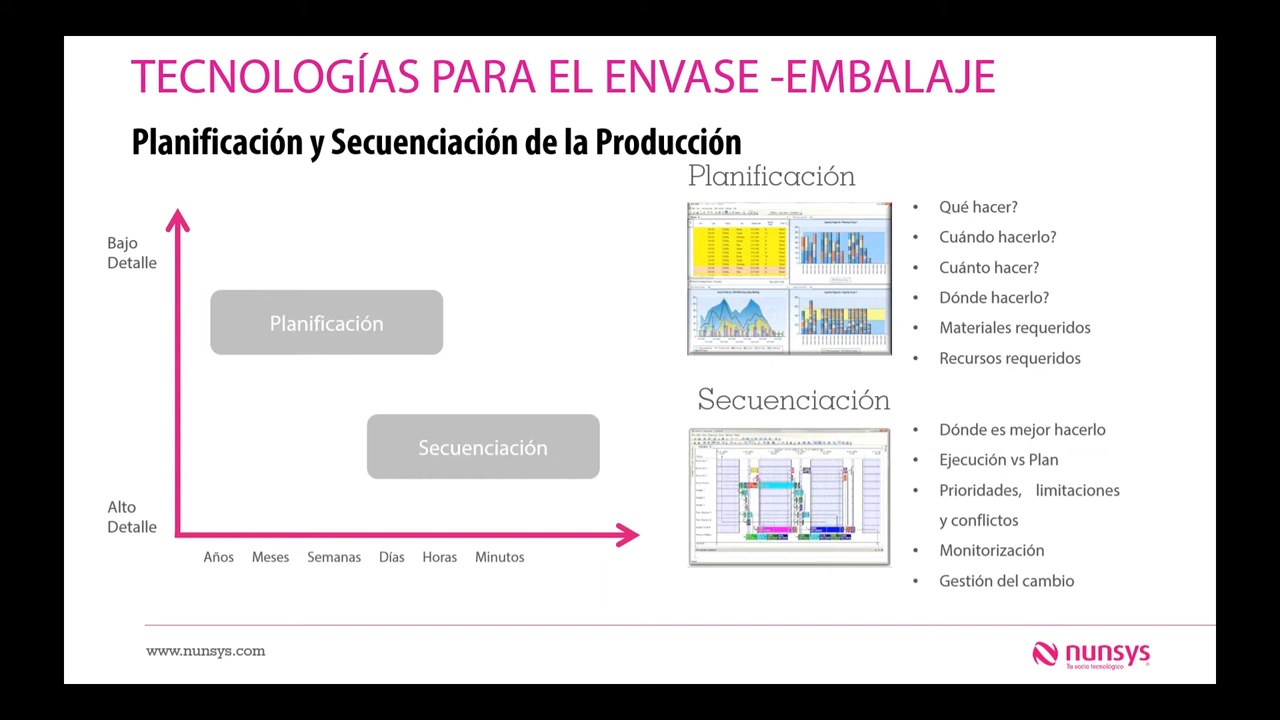 TECNOLOGÍAS PARA EL ENVASE -EMBALAJE
Planificación y Secuenciación de la Producción
Bajo
Detalle
Planificación
Secuenciación
Alto
Detalle
Años Meses Semanas Días Horas Minutos
Planificación
• Qué hacer?
• Cuándo hacerlo?
• Cuánto hacer?
• Dónde hacerlo?
• Materiales requeridos
• Recursos requeridos
Secuenciación
• Dónde es mejor hacerlo
• Ejecución vs Plan
• Prioridades, limitaciones
y conflictos
• Monitorización
• Gestión del cambio
www.nunsys.com
nunsys
Tu socio tecnológico